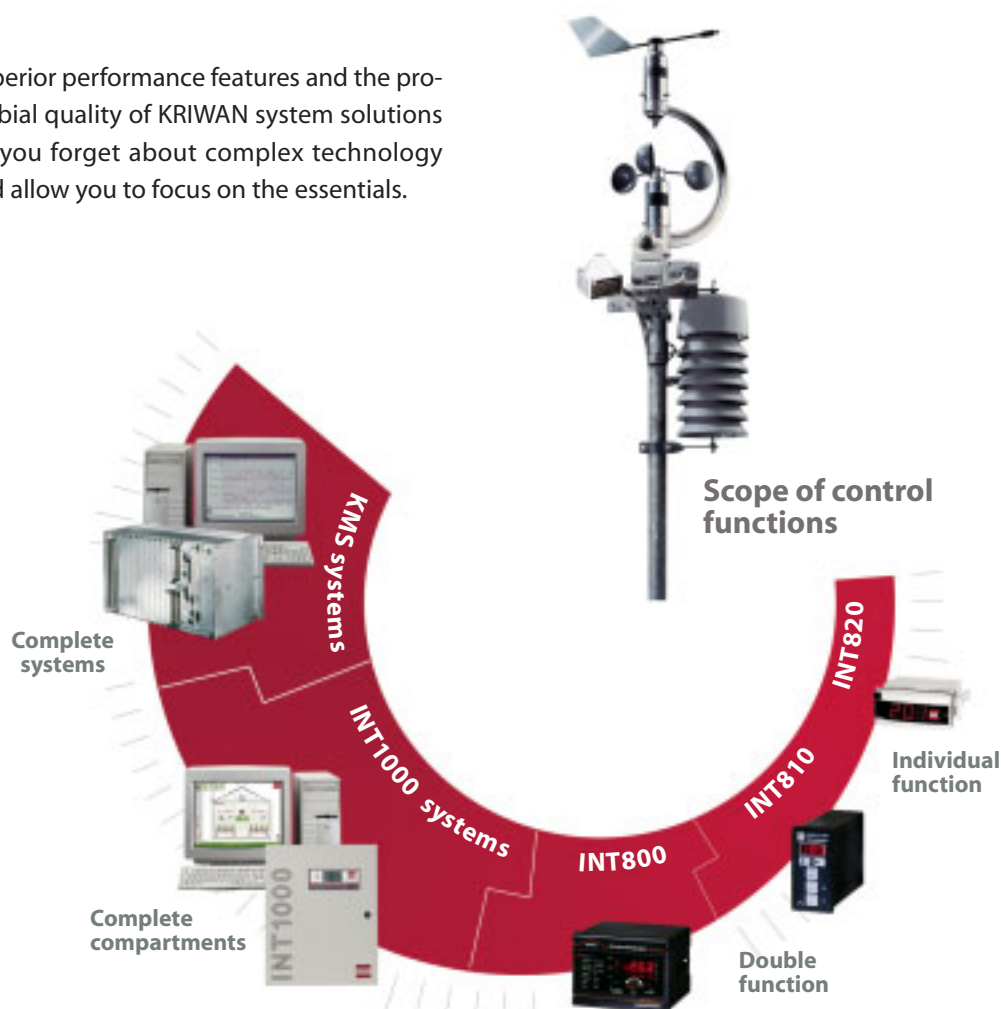 perior performance features and the pro-
bial quality of KRIWAN system solutions
you forget about complex technology
d allow you to focus on the essentials.
Scope of control
functions
KMS systems
Complete
systems
INT1000 systems
Complete
compartments
INT1000
INT800
Double
function
INT810
INT820
Individual
function